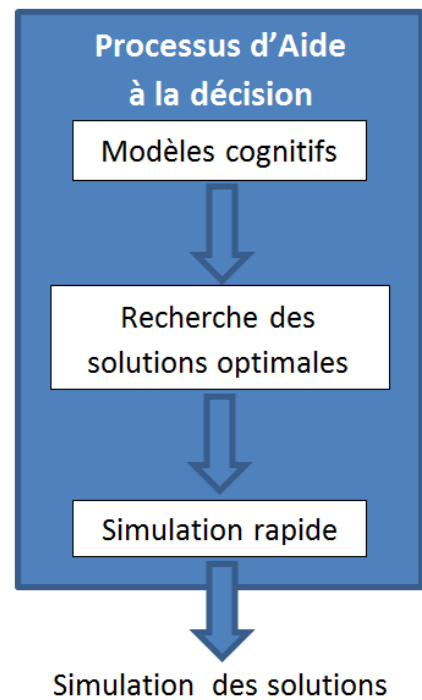 Processus d’Aide
à la décision
Modèles cognitifs
Recherche des
solutions optimales
Simulation rapide
Simulation des solutions